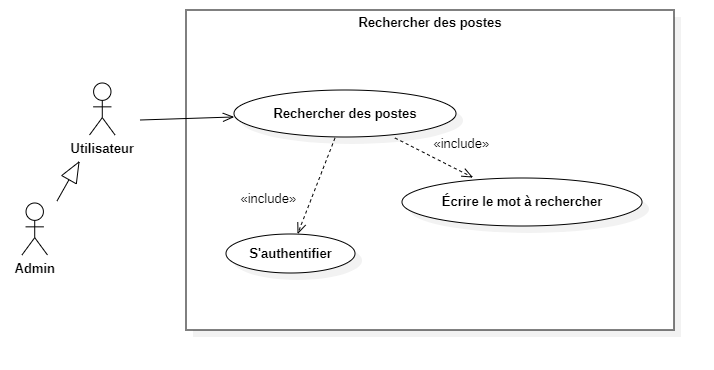 Rechercher des postes
Rechercher des postes
Utilisateur
«include»
Écrire le mot à rechercher
«include»
S'authentifier
Admin